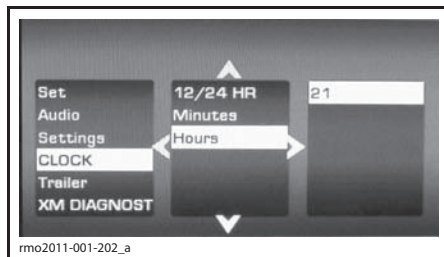 Set
Audio
Settings
CLOCK
Trailer
XM DIAGNOST
12/24 HR
Minutes
Hours
21
rmo2011-001-202_a